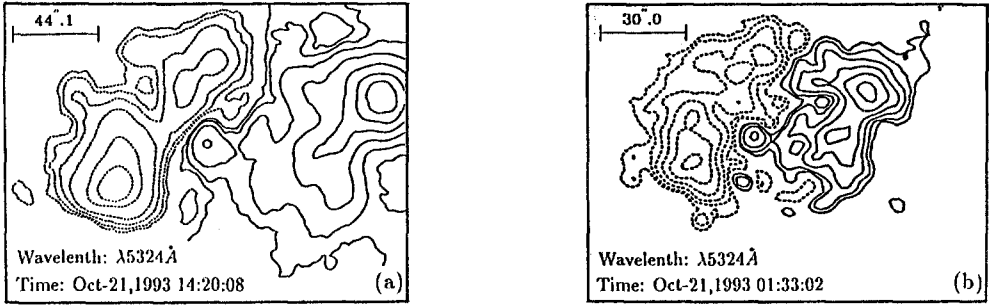 44".1
Wavelenth: λ5324Å
Time: Oct-21,1993 14:20:08
(a)
30".0
Wavelenth: λ5324Å
Time: Oct-21,1993 01:33:02
(b)